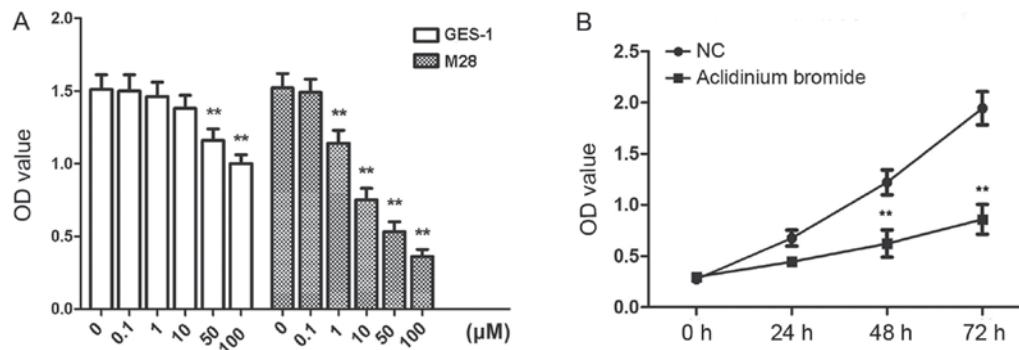 A
GES-1
M28
OD value
2.0
1.5
1.0
0.5
0.0
** ** ** ** ** **
0 0.1 1 10 50 100 0 0.1 1 10 50 100 (µM)
B
NC
Aclidinium bromide
OD value
2.5
2.0
1.5
1.0
0.5
0.0
** **
0 h 24 h 48 h 72 h